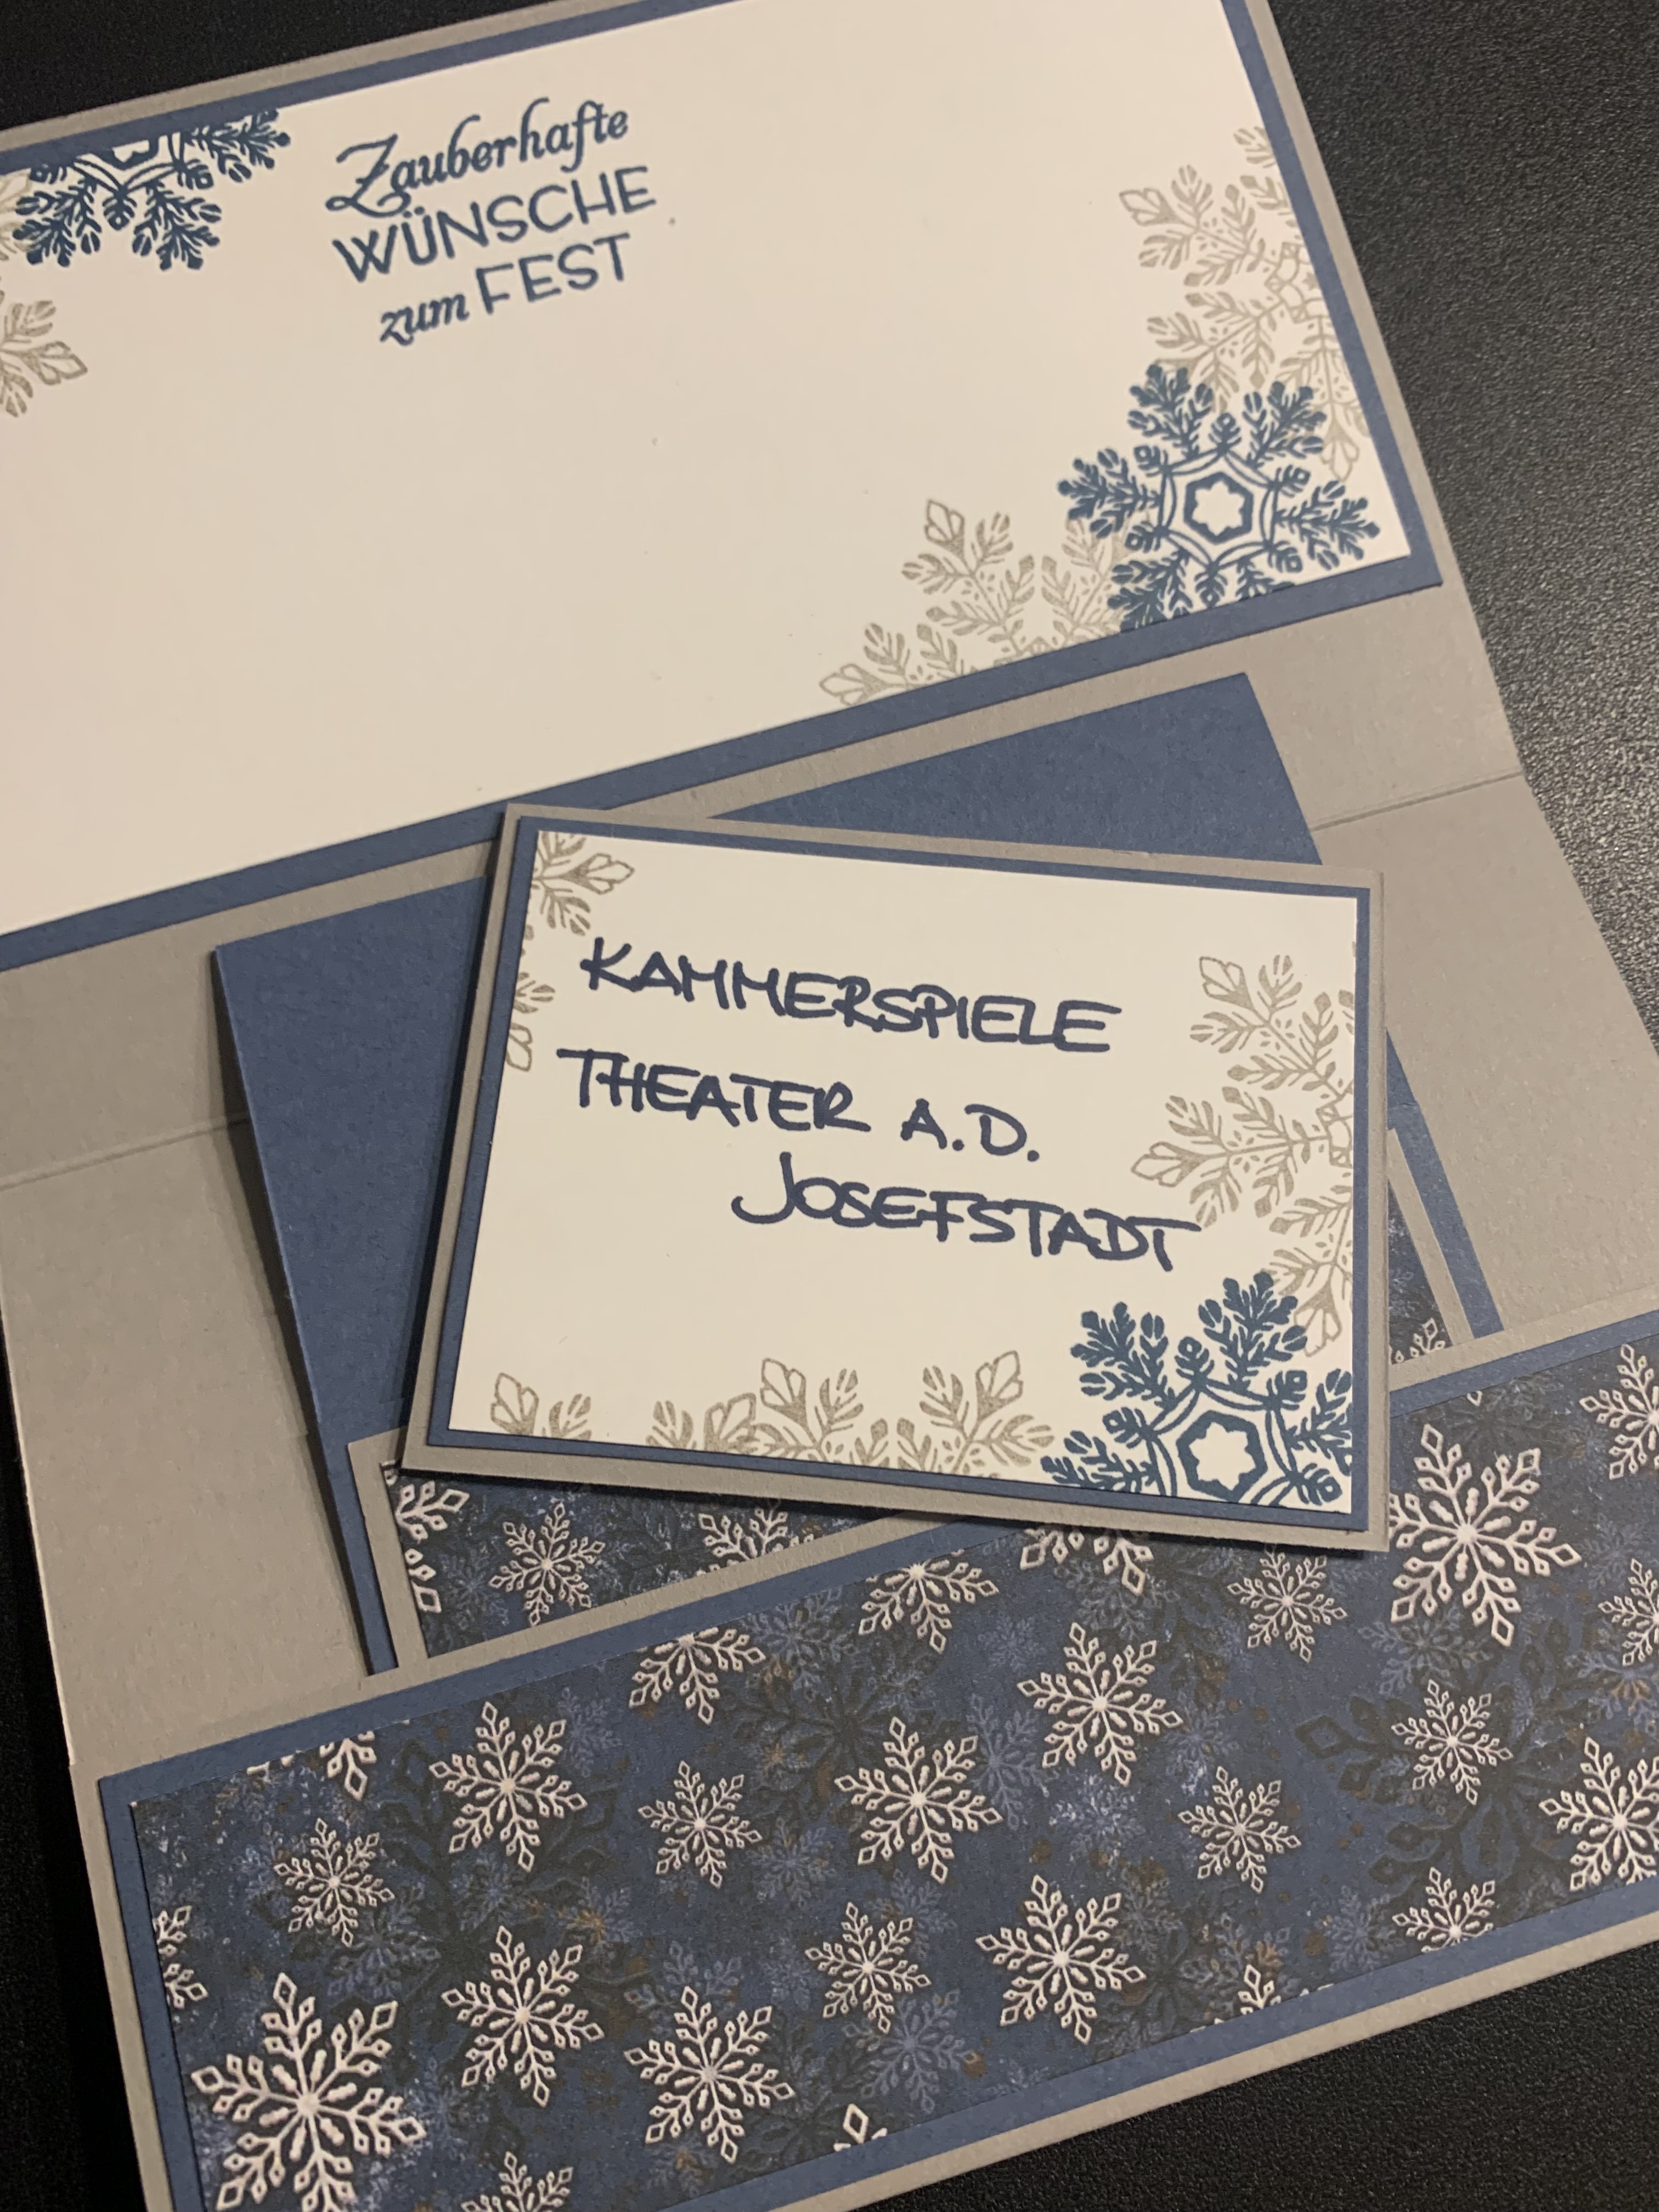 Zauberhafte
WÜNSCHE
zum FEST
KAMMERSPIELE
THEATER A.D.
JOSEFSTADT